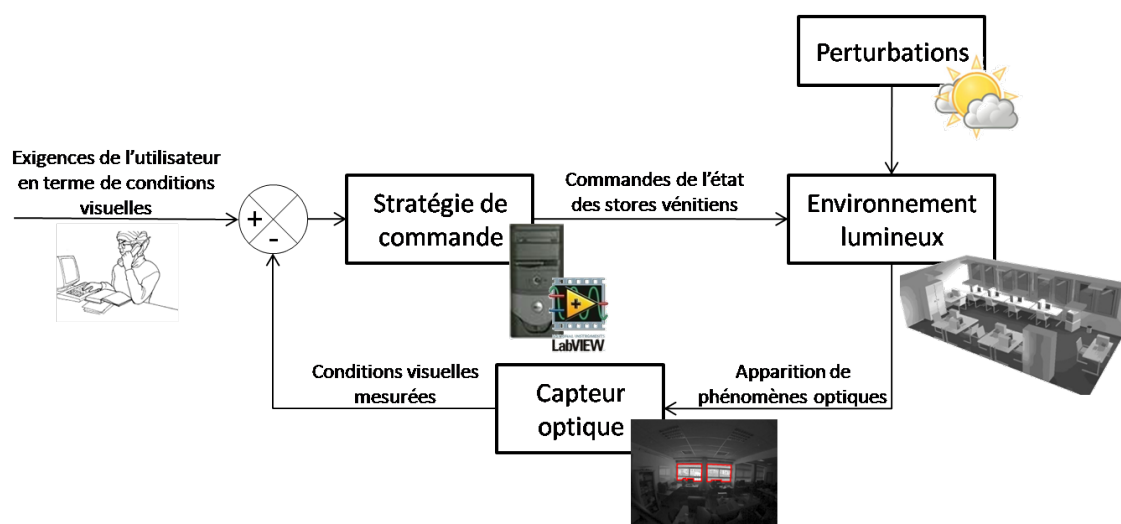 Perturbations
Exigences de l'utilisateur
en terme de conditions
visuelles
+
-
Stratégie de
commande
Commandes de l'état
des stores vénitiens
Environnement
lumineux
LabVIEW
Conditions visuelles
mesurées
Capteur
optique
Apparition de
phénomènes optiques